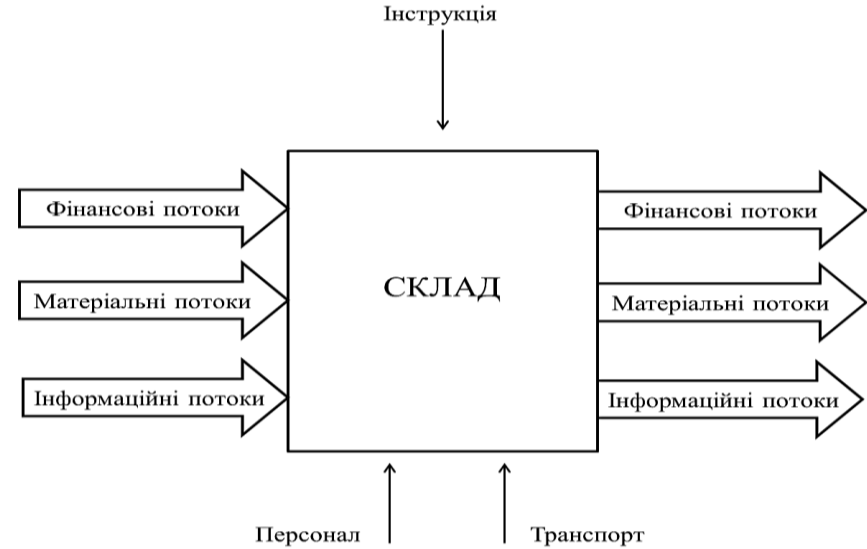 Інструкція
Фінансові потоки
Фінансові потоки
Матеріальні потоки
СКЛАД
Матеріальні потоки
Інформаційні потоки
Інформаційні потоки
Персонал
Транспорт